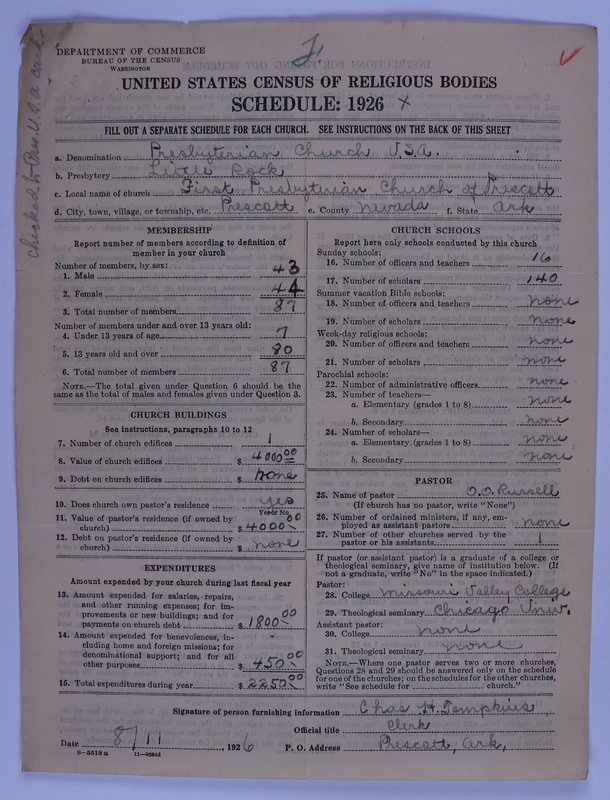 DEPARTMENT OF COMMERCE
BUREAU OF THE CENSUS
WASHINGTON
UNITED STATES CENSUS OF RELIGIOUS BODIES
SCHEDULE: 1926 x
FILL OUT A SEPARATE SCHEDULE FOR EACH CHURCH. SEE INSTRUCTIONS ON THE BACK OF THIS SHEET
a. Denomination Presbyterian Church U.S.A.
b. Presbytery Little Rock
c. Local name of church First Presbyterian Church of Prescott
d. City, town, village, or township, etc. Prescott e. County Nevada f. State Ark
MEMBERSHIP
Report number of members according to definition of
member in your church
Number of members, by sex:
1. Male 43
2. Female 44
3. Total number of members 87
Number of members under and over 13 years old:
4. Under 13 years of age 7
5. 13 years old and over 80
6. Total number of members 87
NOTE.—The total given under Question 6 should be the
same as the total of males and females given under Question 3.
CHURCH BUILDINGS
See instructions, paragraphs 10 to 12
7. Number of church edifices 1
8. Value of church edifices $ 4000.00
9. Debt on church edifices $ None
10. Does church own pastor's residence yes
Yes or No
11. Value of pastor's residence (if owned by
church) $ 4000.00
12. Debt on pastor's residence (if owned by
church) $ none
EXPENDITURES
Amount expended by your church during last fiscal year
13. Amount expended for salaries, repairs,
and other running expenses; for im-
provements or new buildings; and for
payments on church debt $ 1800.00
14. Amount expended for benevolences, in-
cluding home and foreign missions; for
denominational support; and for all
other purposes $ 450.00
15. Total expenditures during year $ 2250.00
CHURCH SCHOOLS
Report here only schools conducted by this church
Sunday schools:
16. Number of officers and teachers 16
17. Number of scholars 140
Summer vacation Bible schools:
18. Number of officers and teachers none
19. Number of scholars none
Week-day religious schools:
20. Number of officers and teachers none
21. Number of scholars none
Parochial schools:
22. Number of administrative officers none
23. Number of teachers—
a. Elementary (grades 1 to 8) none
b. Secondary none
24. Number of scholars—
a. Elementary (grades 1 to 8) none
b. Secondary none
PASTOR
25. Name of pastor O.O. Russell
(If church has no pastor, write "None")
26. Number of ordained ministers, if any, em-
ployed as assistant pastors none
27. Number of other churches served by the
pastor or his assistants 1
If pastor (or assistant pastor) is a graduate of a college or
theological seminary, give name of institution below. (If
not a graduate, write "No" in the space indicated.)
Pastor:
28. College Missouri Valley College
29. Theological seminary Chicago Univ.
Assistant pastor:
30. College none
31. Theological seminary none
NOTE.—Where one pastor serves two or more churches,
Questions 28 and 29 should be answered only on the schedule
for one of the churches; on the schedules for the other churches,
write "See schedule for church."
Signature of person furnishing information Chas H. Tompkins
Official title Clerk
Date 8/11, 1926 P. O. Address Prescott, Ark,
8-5518a
checked to Pres. U.S.A. card